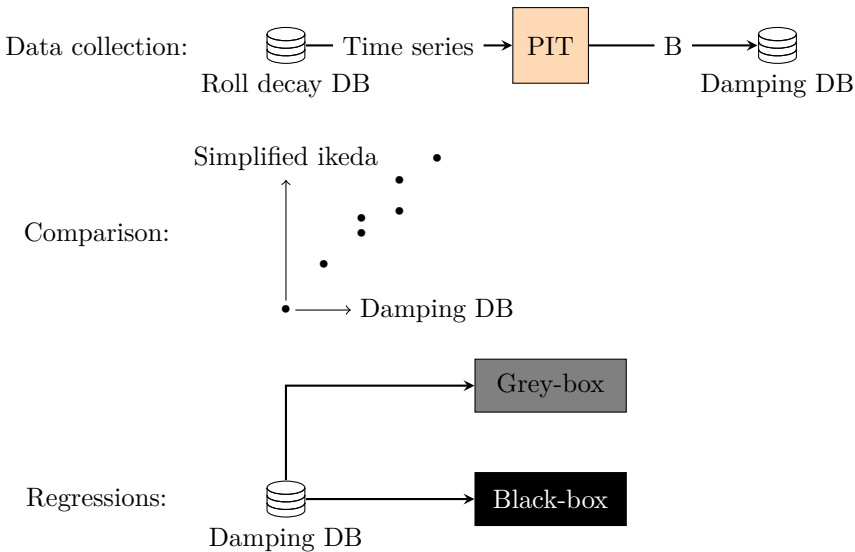 Data collection:
Time series
PIT
B
Roll decay DB
Damping DB
Simplified ikeda
Comparison:
Damping DB
Grey-box
Regressions:
Black-box
Damping DB